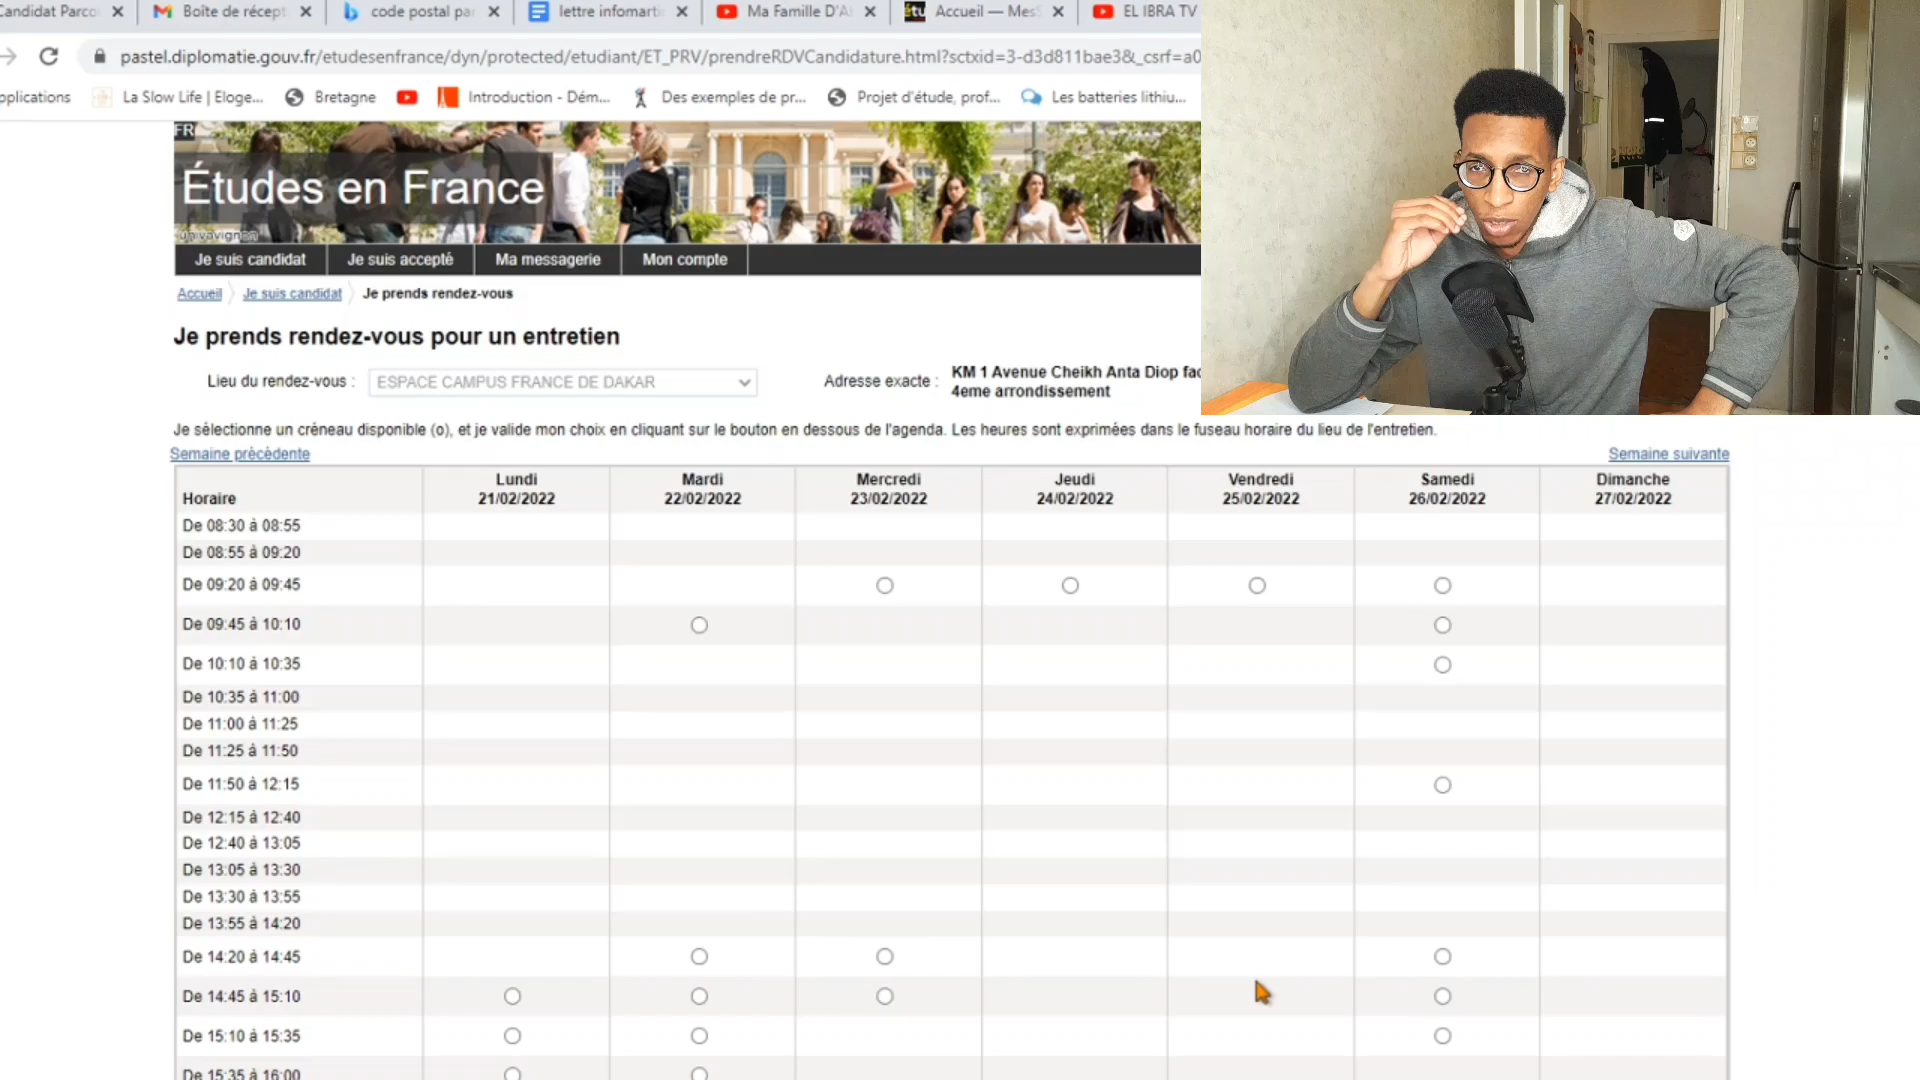 Candidat Parco
Boîte de récept
code postal pa
lettre infomarti
Ma Famille D'A
Accueil — Mes
EL IBRA TV
pastel.diplomatie.gouv.fr/etudesenfrance/dyn/protected/etudiant/ET_PRV/prendreRDVCandidature.html?sctxid=3-d3d811bae3&_csrf=a0
pplications
La Slow Life | Eloge...
Bretagne
Introduction - Dém...
Des exemples de pr...
Projet d'étude, prof...
Les batteries lithiu...
FR
Études en France
univavignon
Je suis candidat
Je suis accepté
Ma messagerie
Mon compte
Accueil
Je suis candidat
Je prends rendez-vous
Je prends rendez-vous pour un entretien
Lieu du rendez-vous : ESPACE CAMPUS FRANCE DE DAKAR
Adresse exacte : KM 1 Avenue Cheikh Anta Diop fac
4eme arrondissement
Je sélectionne un créneau disponible (o), et je valide mon choix en cliquant sur le bouton en dessous de l'agenda. Les heures sont exprimées dans le fuseau horaire du lieu de l'entretien.
Semaine précédente
Semaine suivante
Horaire
Lundi 21/02/2022
Mardi 22/02/2022
Mercredi 23/02/2022
Jeudi 24/02/2022
Vendredi 25/02/2022
Samedi 26/02/2022
Dimanche 27/02/2022
De 08:30 à 08:55
De 08:55 à 09:20
De 09:20 à 09:45
De 09:45 à 10:10
De 10:10 à 10:35
De 10:35 à 11:00
De 11:00 à 11:25
De 11:25 à 11:50
De 11:50 à 12:15
De 12:15 à 12:40
De 12:40 à 13:05
De 13:05 à 13:30
De 13:30 à 13:55
De 13:55 à 14:20
De 14:20 à 14:45
De 14:45 à 15:10
De 15:10 à 15:35
De 15:35 à 16:00